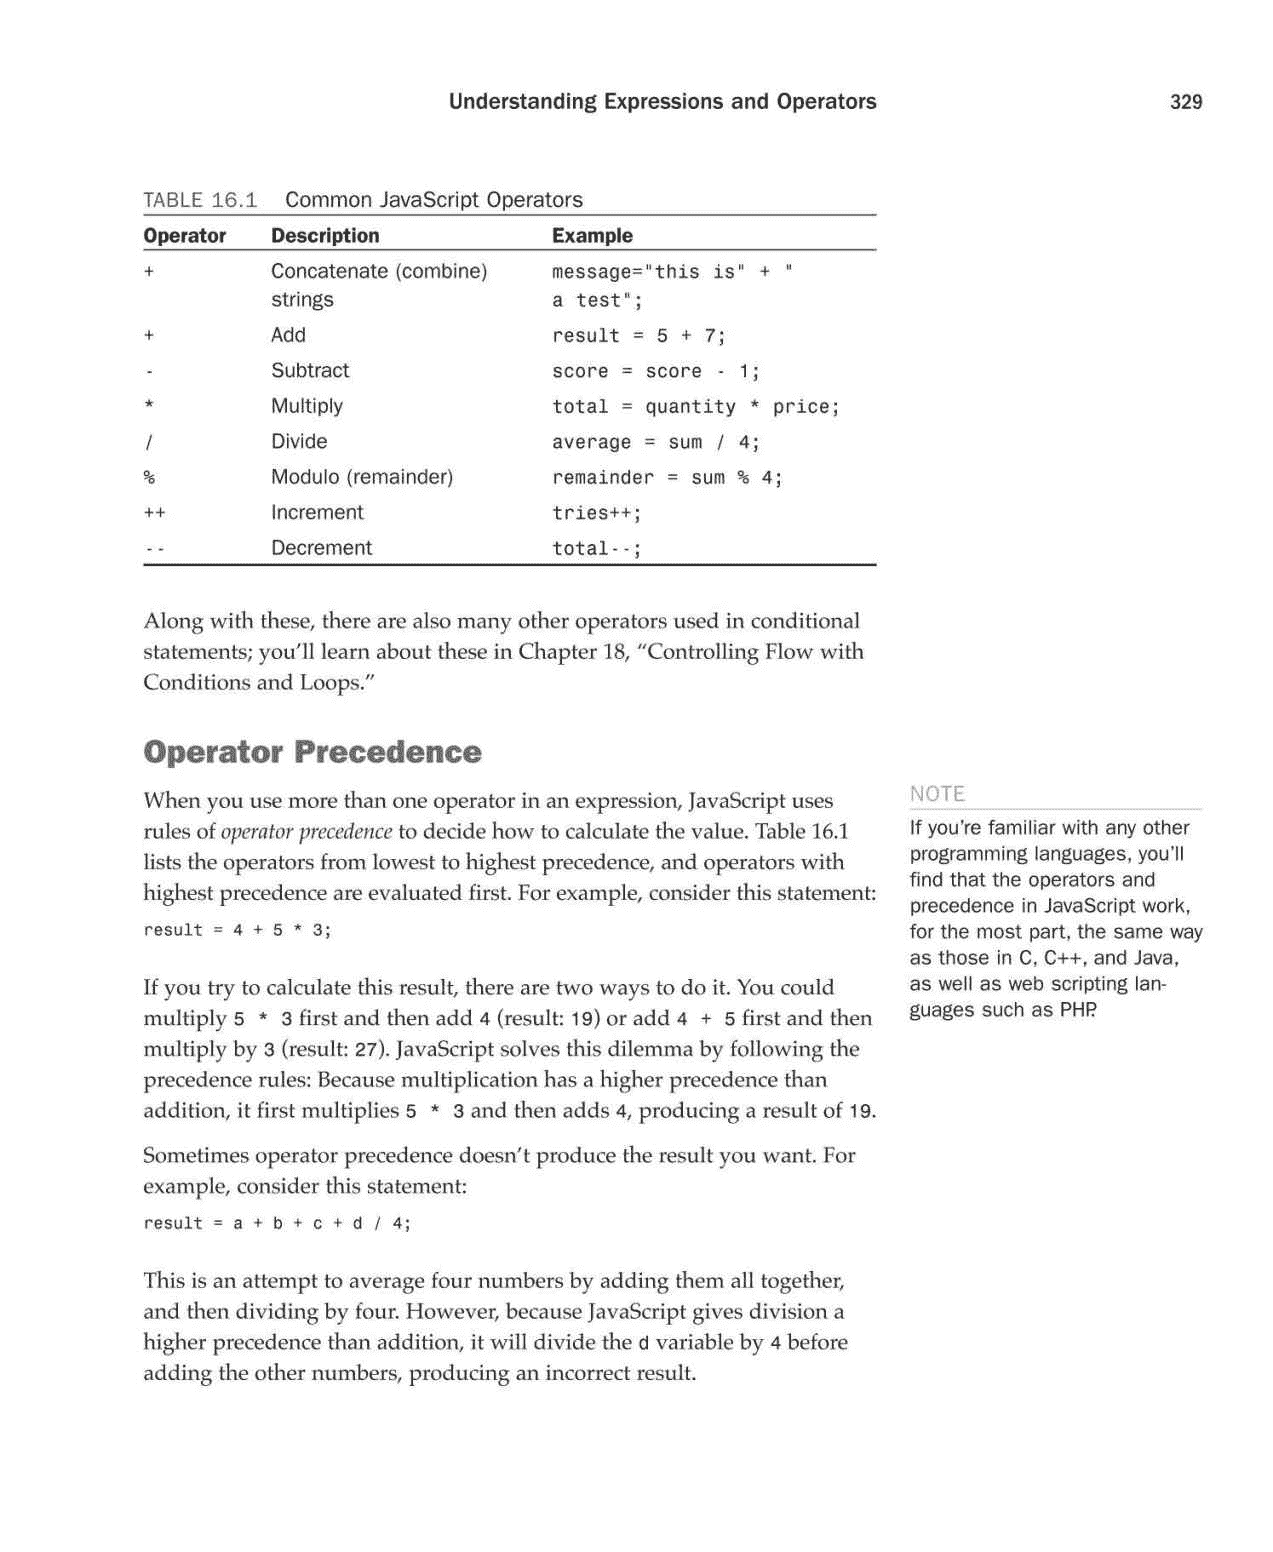 Understanding Expressions and Operators 329
TABLE 16.1 Common JavaScript Operators
Operator Description Example
+ Concatenate (combine) message="this is" + "
strings a test";
+ Add result = 5 + 7;
- Subtract score = score - 1;
* Multiply total = quantity * price;
/ Divide average = sum / 4;
% Modulo (remainder) remainder = sum % 4;
++ Increment tries++;
-- Decrement total--;
Along with these, there are also many other operators used in conditional
statements; you'll learn about these in Chapter 18, “Controlling Flow with
Conditions and Loops.”
Operator Precedence
When you use more than one operator in an expression, JavaScript uses
rules of operator precedence to decide how to calculate the value. Table 16.1
lists the operators from lowest to highest precedence, and operators with
highest precedence are evaluated first. For example, consider this statement:
result = 4 + 5 * 3;
If you try to calculate this result, there are two ways to do it. You could
multiply 5 * 3 first and then add 4 (result: 19) or add 4 + 5 first and then
multiply by 3 (result: 27). JavaScript solves this dilemma by following the
precedence rules: Because multiplication has a higher precedence than
addition, it first multiplies 5 * 3 and then adds 4, producing a result of 19.
Sometimes operator precedence doesn't produce the result you want. For
example, consider this statement:
result = a + b + c + d / 4;
This is an attempt to average four numbers by adding them all together,
and then dividing by four. However, because JavaScript gives division a
higher precedence than addition, it will divide the d variable by 4 before
adding the other numbers, producing an incorrect result.
NOTE
If you're familiar with any other
programming languages, you'll
find that the operators and
precedence in JavaScript work,
for the most part, the same way
as those in C, C++, and Java,
as well as web scripting lan-
guages such as PHP.